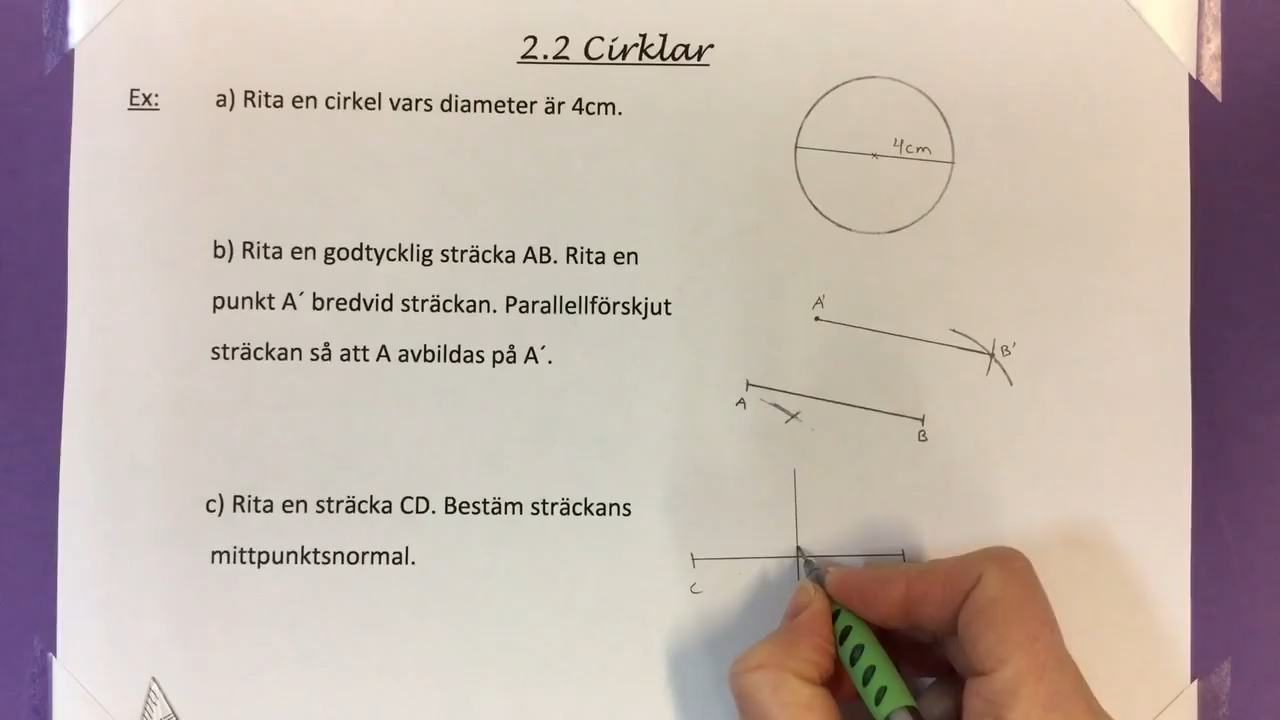 2.2 Cirklar
Ex: a) Rita en cirkel vars diameter är 4cm.
4cm
b) Rita en godtycklig sträcka AB. Rita en
punkt A´ bredvid sträckan. Parallellförskjut
sträckan så att A avbildas på A´.
A'
B'
A
B
c) Rita en sträcka CD. Bestäm sträckans
mittpunktsnormal.
C